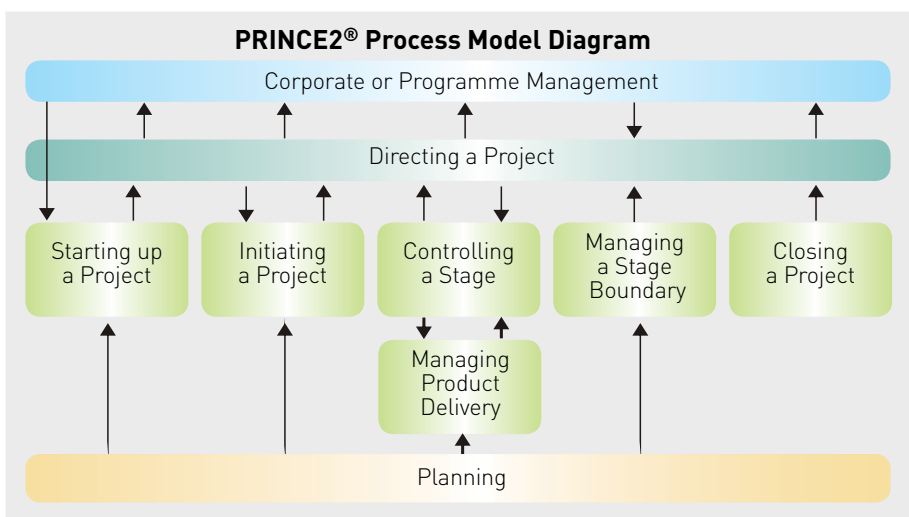 PRINCE2® Process Model Diagram
Corporate or Programme Management
Directing a Project
Starting up
a Project
Initiating
a Project
Controlling
a Stage
Managing
a Stage
Boundary
Closing
a Project
Managing
Product
Delivery
Planning